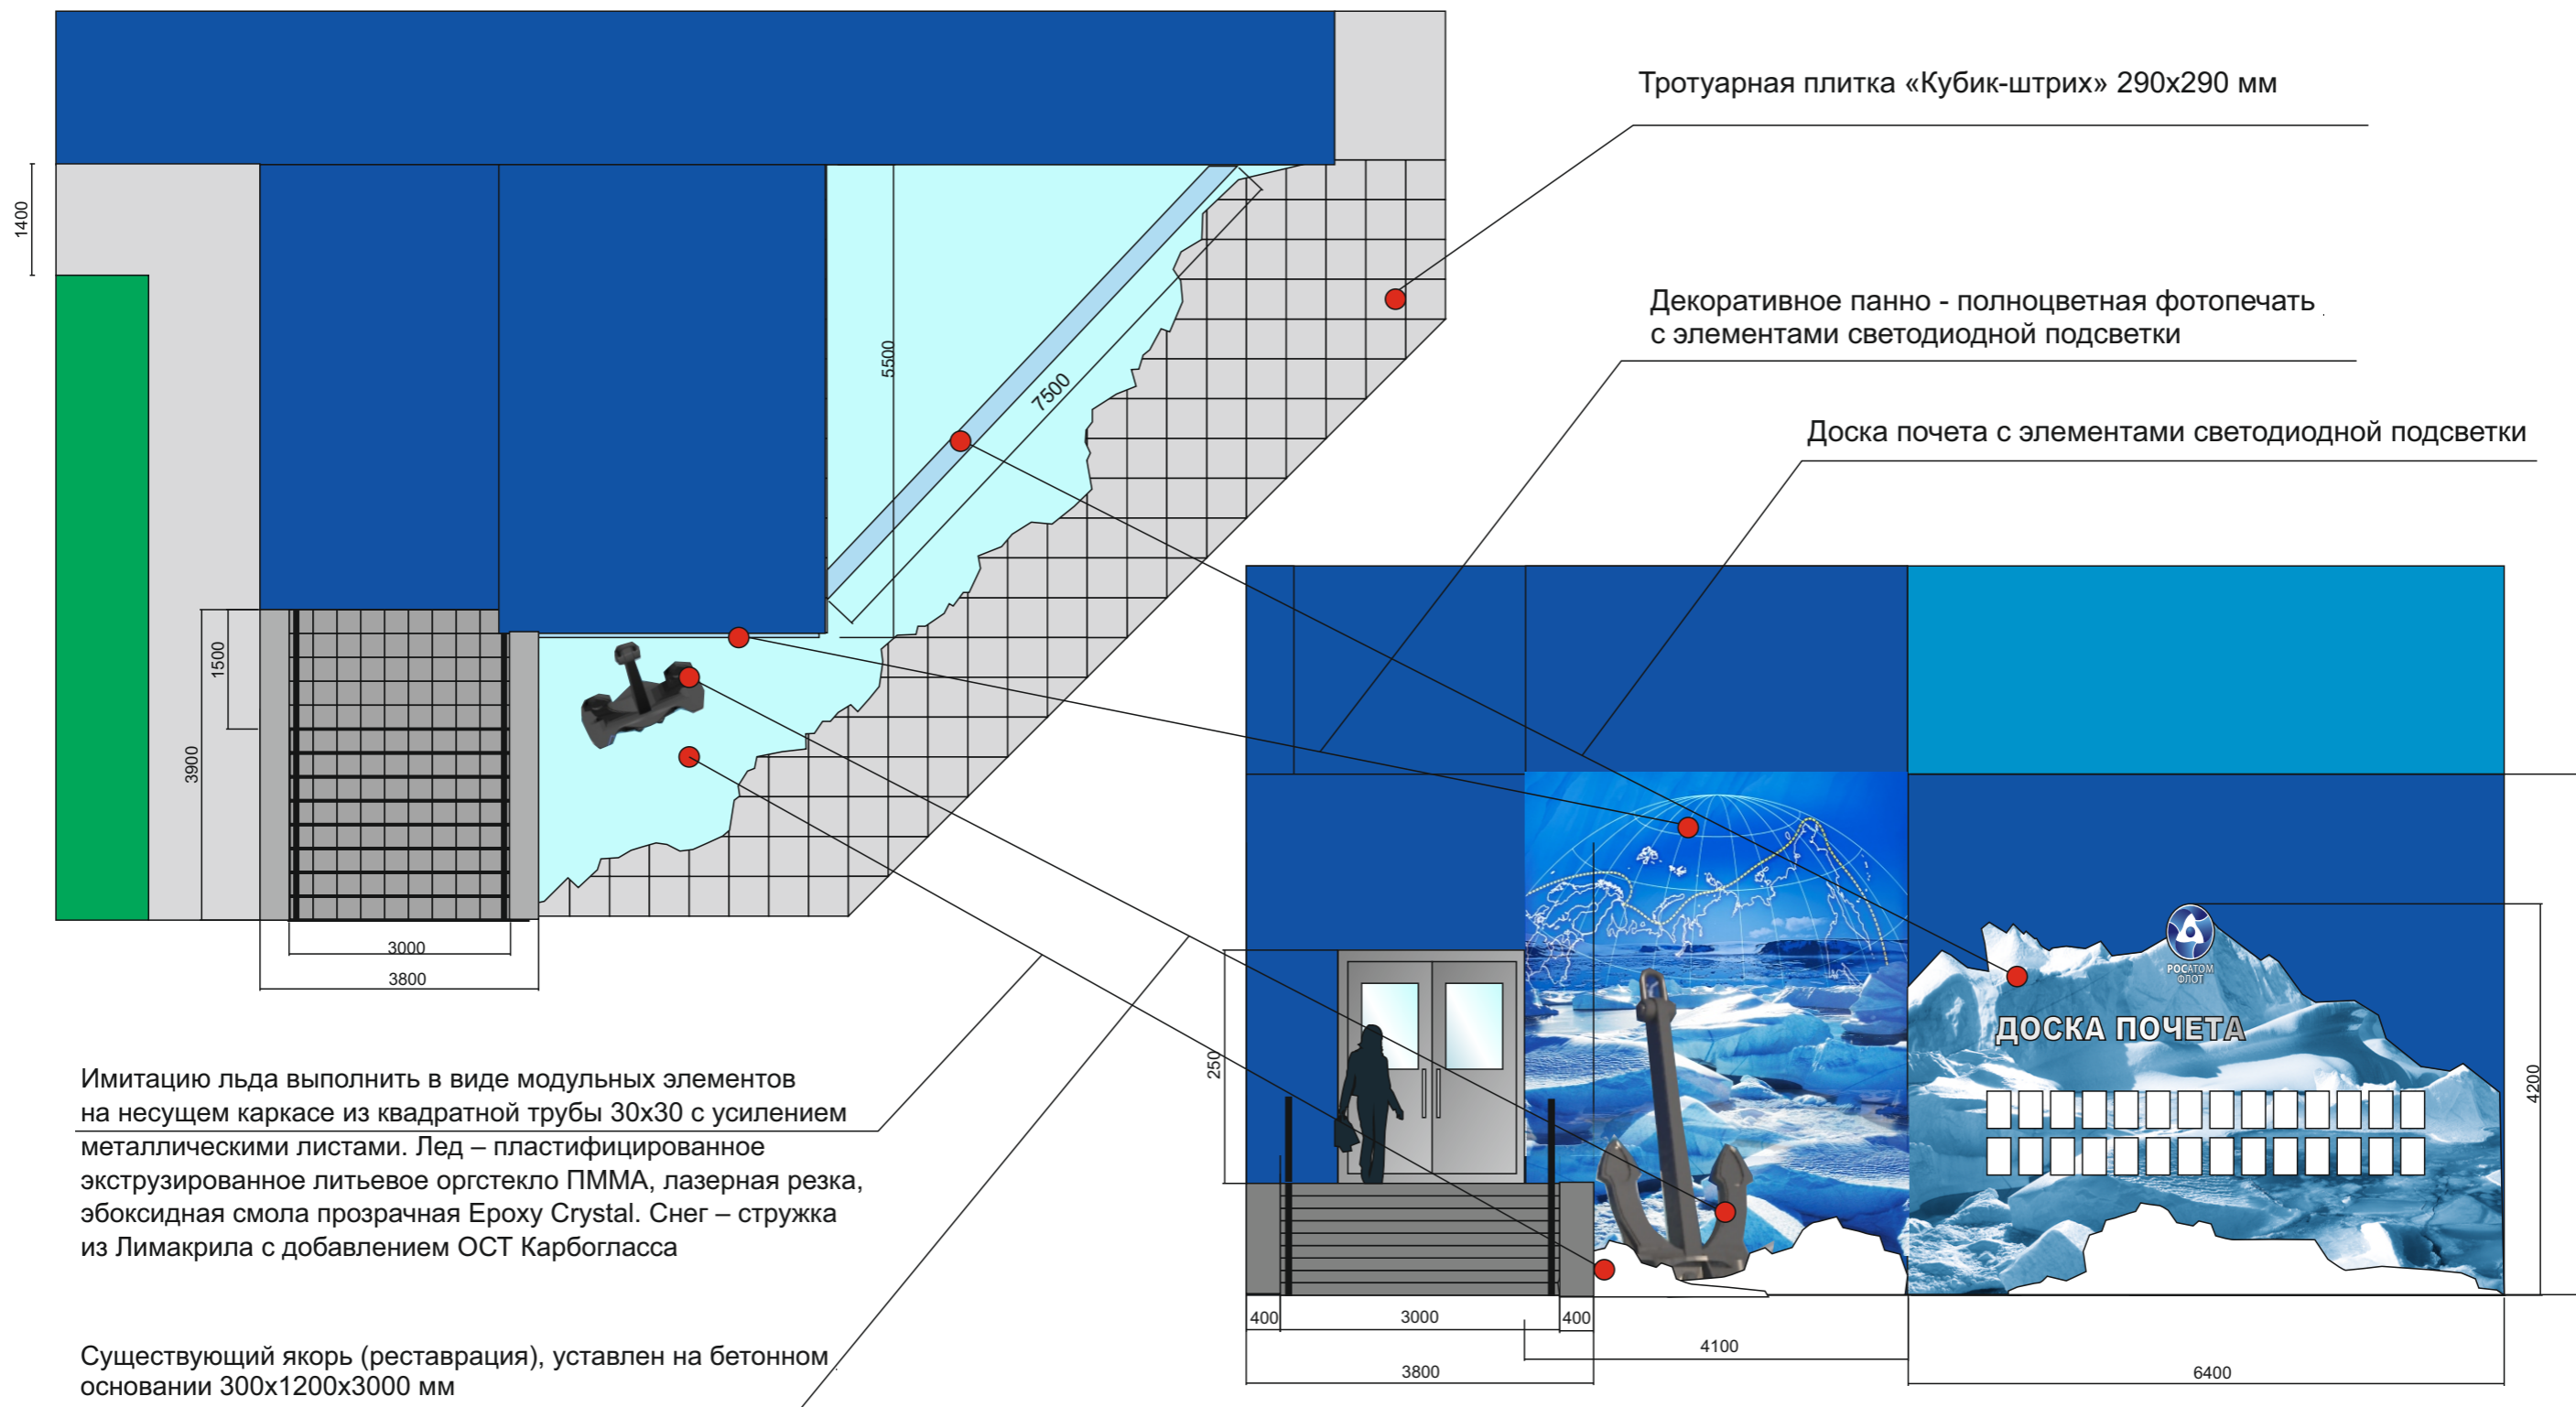 Тротуарная плитка «Кубик-штрих» 290х290 мм
Декоративное панно - полноцветная фотопечать
с элементами светодиодной подсветки
Доска почета с элементами светодиодной подсветки
1400
5500
7500
1500
3900
3000
3800
Имитацию льда выполнить в виде модульных элементов
на несущем каркасе из квадратной трубы 30х30 с усилением
металлическими листами. Лед – пластифицированное
экструзированное литьевое оргстекло ПММА, лазерная резка,
эбоксидная смола прозрачная Epoxy Crystal. Снег – стружка
из Лимакрила с добавлением ОСТ Карбогласса
Существующий якорь (реставрация), уставлен на бетонном
основании 300х1200х3000 мм
РОСАТОМ
ФЛОТ
ДОСКА ПОЧЕТА
250
4200
400
3000
400
4100
3800
6400